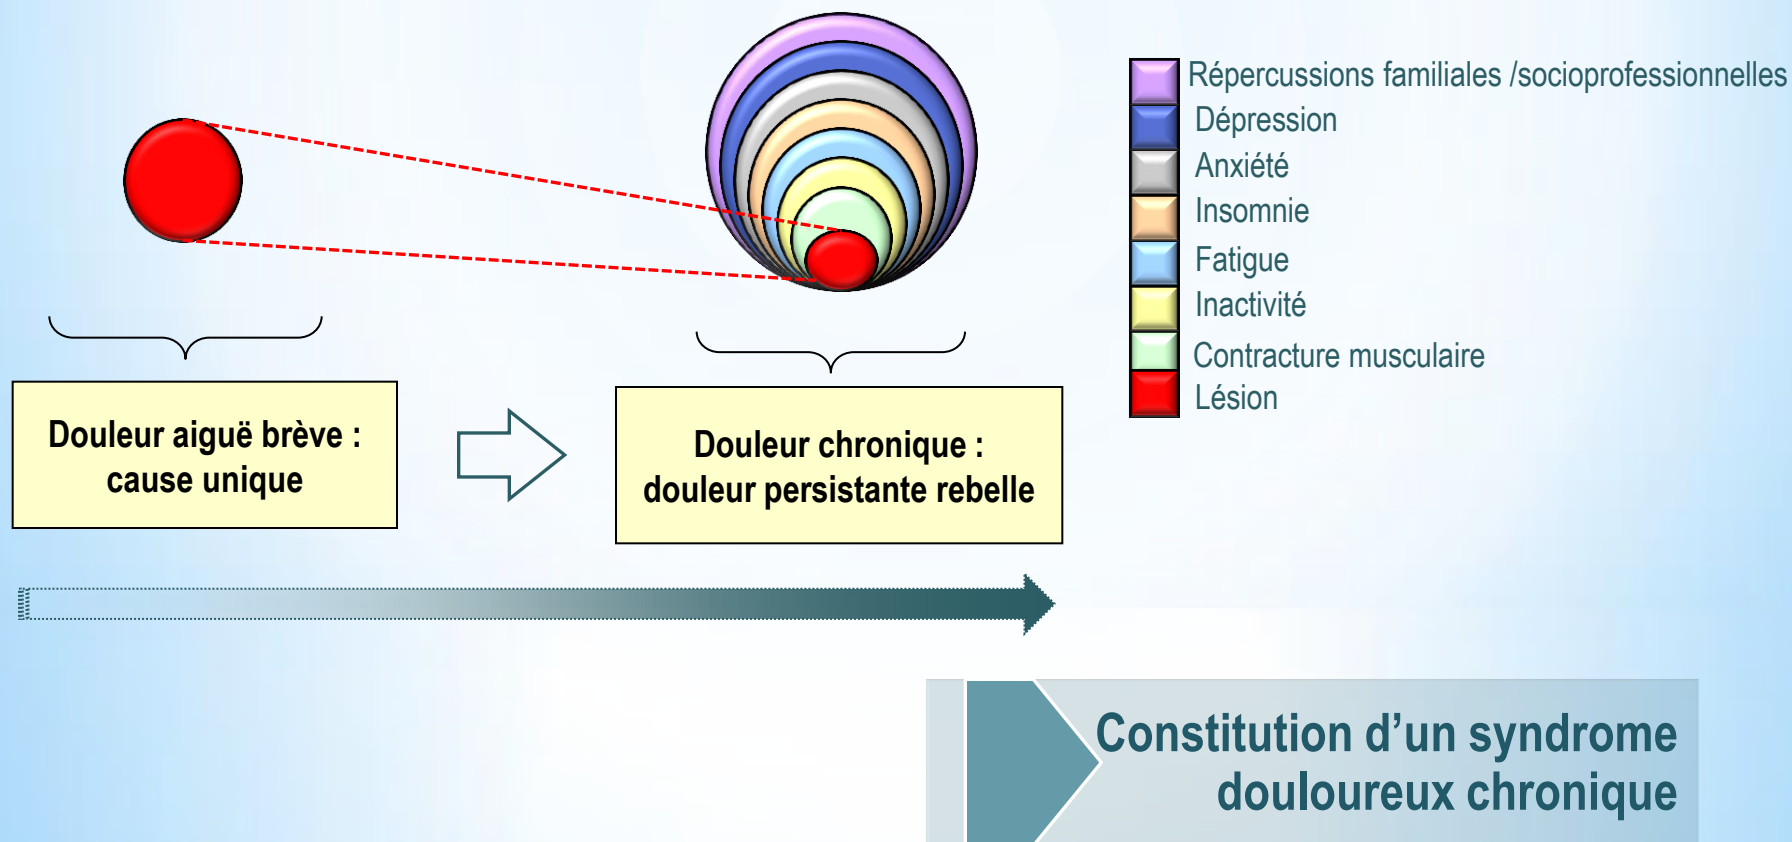 Répercussions familiales /socioprofessionnelles
Dépression
Anxiété
Insomnie
Fatigue
Inactivité
Contracture musculaire
Lésion
Douleur aiguë brève :
cause unique
Douleur chronique :
douleur persistante rebelle
Constitution d’un syndrome
douloureux chronique